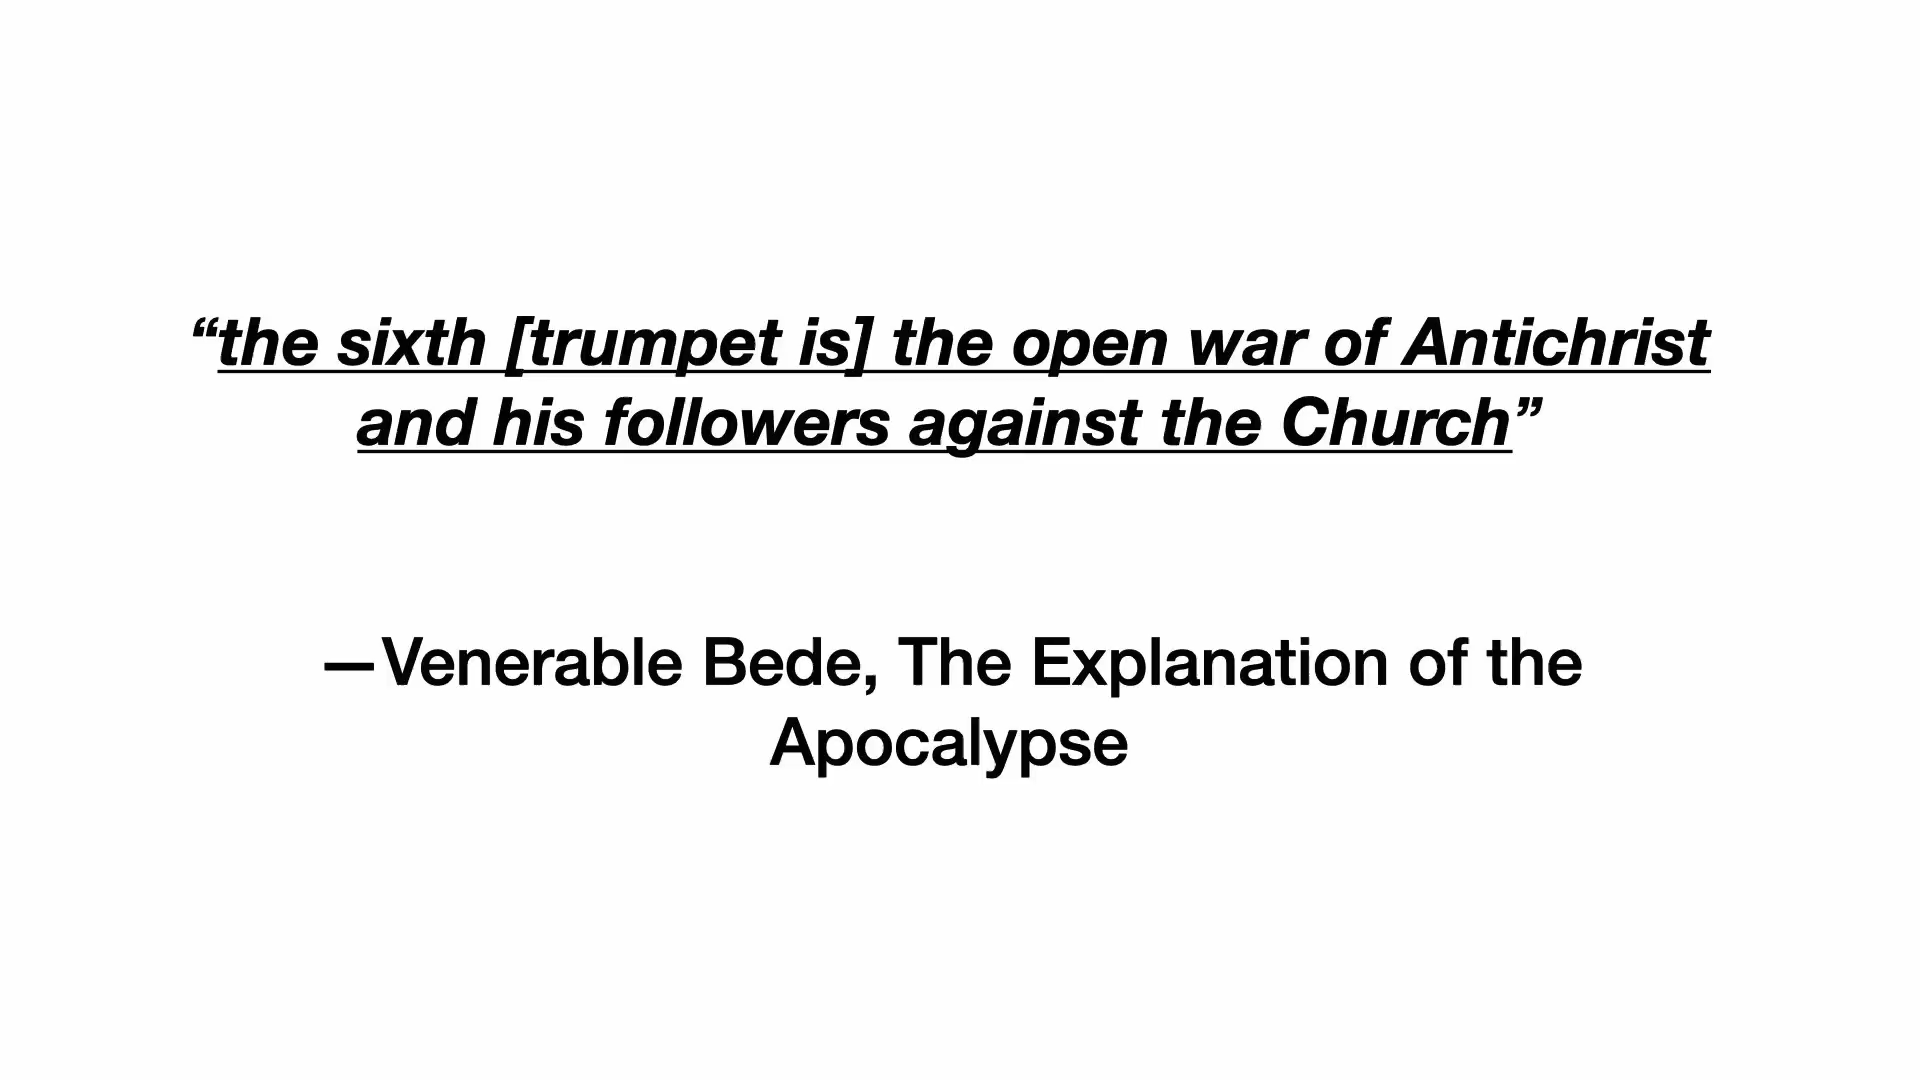 “the sixth [trumpet is] the open war of Antichrist
and his followers against the Church”
—Venerable Bede, The Explanation of the
Apocalypse